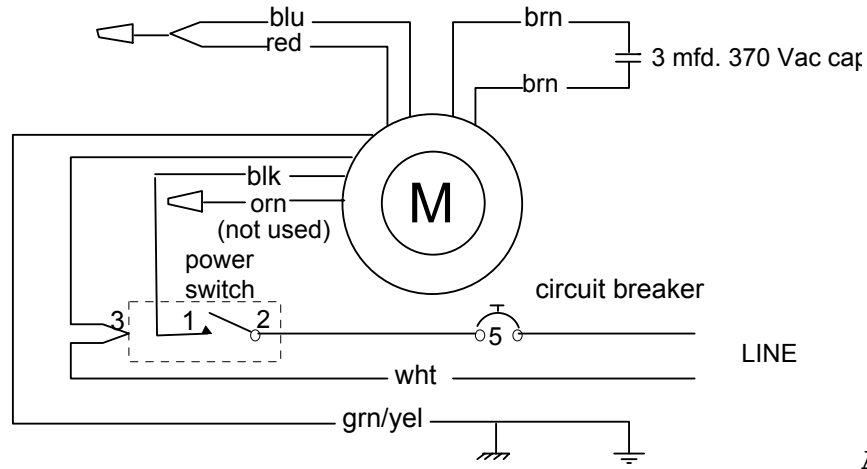 blu
red
brn
brn
3 mfd. 370 Vac cap
blk
orn
(not used)
M
power
switch
3
1
2
circuit breaker
5
LINE
wht
grn/yel